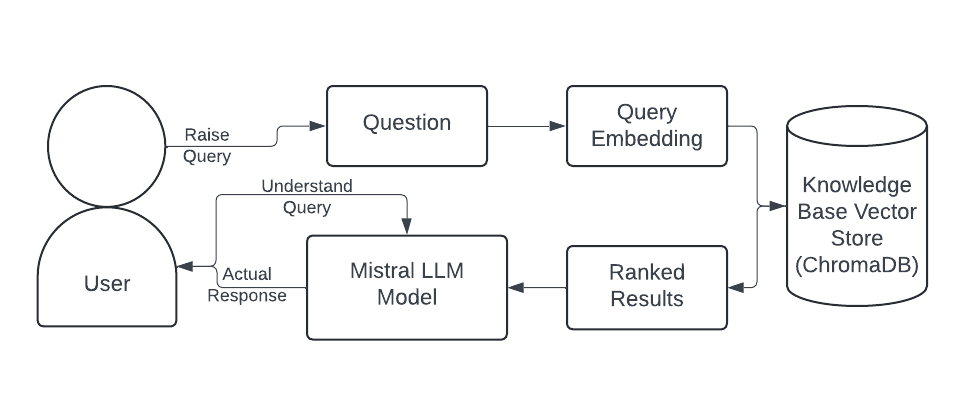 Raise
Query
Question
Query
Embedding
Knowledge
Base Vector
Store
(ChromaDB)
Understand
Query
User
Actual
Response
Mistral LLM
Model
Ranked
Results